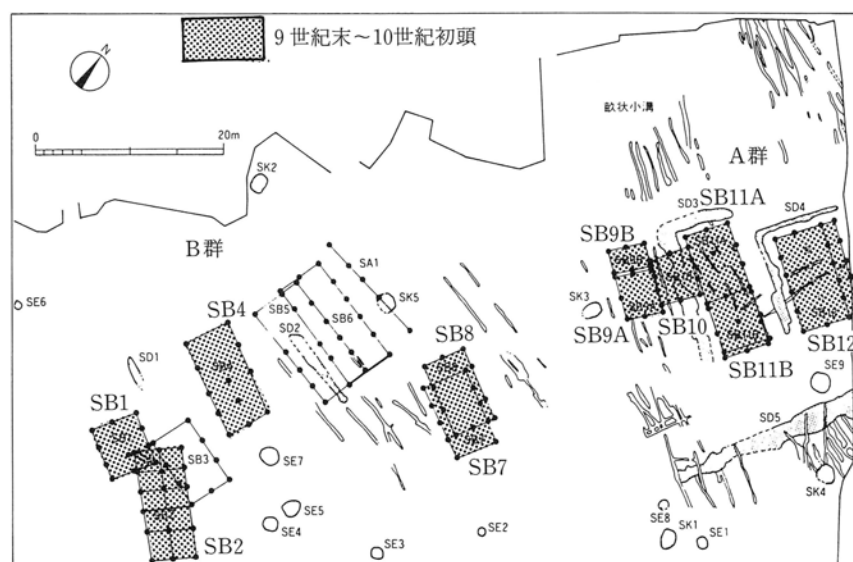 9世紀末～10世紀初頭
N
0 20m
畝状小溝
A群
SK2
SD3
SB11A
SD4
B群
SB9B
SA1
SK5
SE6
SB5
SB6
SB4
SD2
SK3
SB9A
SB10
SB12
SB11B
SD1
SB8
SE9
SB1
SB3
SD5
SB7
SE7
SK4
SE5
SE4
SE8
SB2
SE3
SE2
SK1
SE1